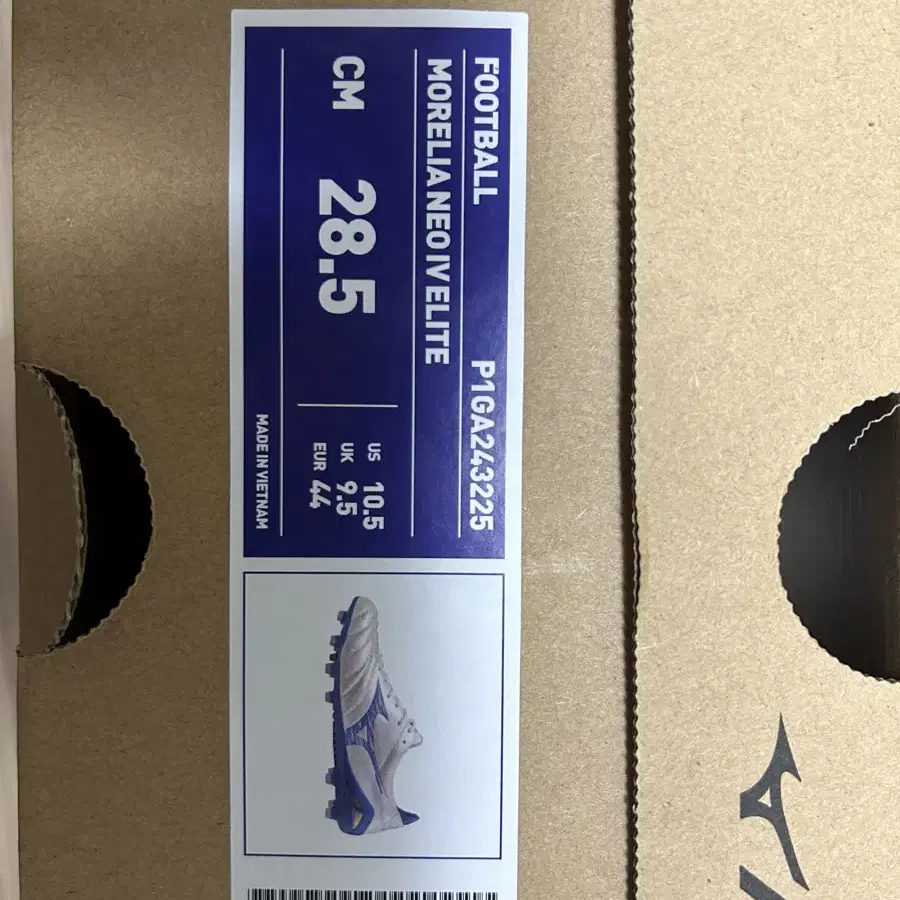 FOOTBALL P1GA243225
MORELIA NEO IV ELITE
CM 28.5
US 10.5
UK 9.5
EUR 44
MADE IN VIETNAM